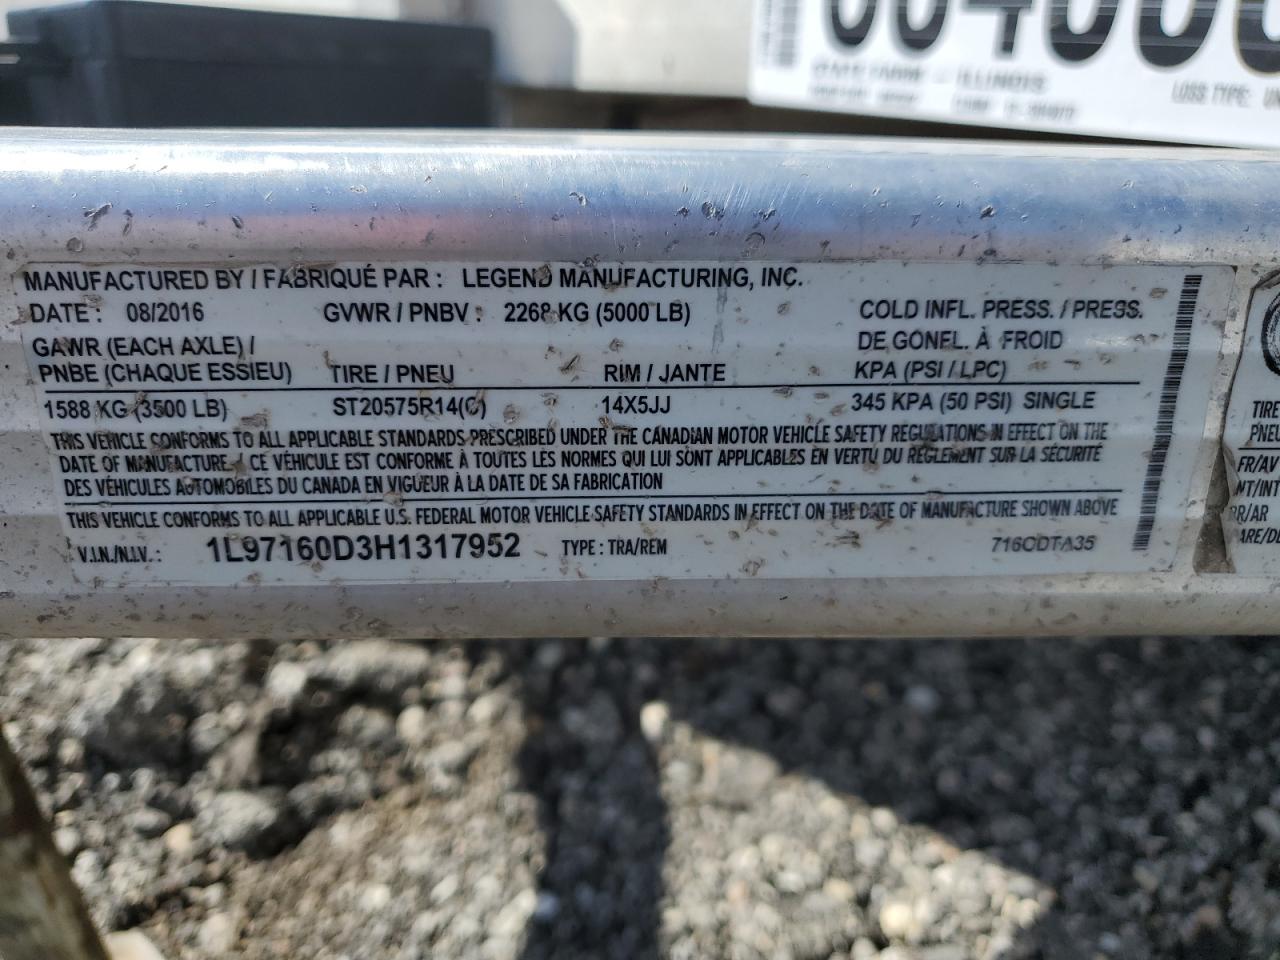 STATE FARM - ILLINOIS
LOSS TYPE: UN
MANUFACTURED BY / FABRIQUÉ PAR : LEGEND MANUFACTURING, INC.
DATE : 08/2016 GVWR / PNBV : 2268 KG (5000 LB) COLD INFL. PRESS. / PRESS.
DE GONFL. À FROID
GAWR (EACH AXLE) /
PNBE (CHAQUE ESSIEU) TIRE / PNEU RIM / JANTE KPA (PSI / LPC)
1588 KG (3500 LB) ST20575R14(C) 14X5JJ 345 KPA (50 PSI) SINGLE
THIS VEHICLE CONFORMS TO ALL APPLICABLE STANDARDS PRESCRIBED UNDER THE CANADIAN MOTOR VEHICLE SAFETY REGULATIONS IN EFFECT ON THE
DATE OF MANUFACTURE. / CE VÉHICULE EST CONFORME À TOUTES LES NORMES QUI LUI SONT APPLICABLES EN VERTU DU RÈGLEMENT SUR LA SÉCURITÉ
DES VÉHICULES AUTOMOBILES DU CANADA EN VIGUEUR À LA DATE DE SA FABRICATION
THIS VEHICLE CONFORMS TO ALL APPLICABLE U.S. FEDERAL MOTOR VEHICLE SAFETY STANDARDS IN EFFECT ON THE DATE OF MANUFACTURE SHOWN ABOVE
V.I.N./N.I.V.: 1L97160D3H1317952 TYPE : TRA/REM 716ODTA35
TIRE
PNEU
FR/AV
INT/INT
RR/AR